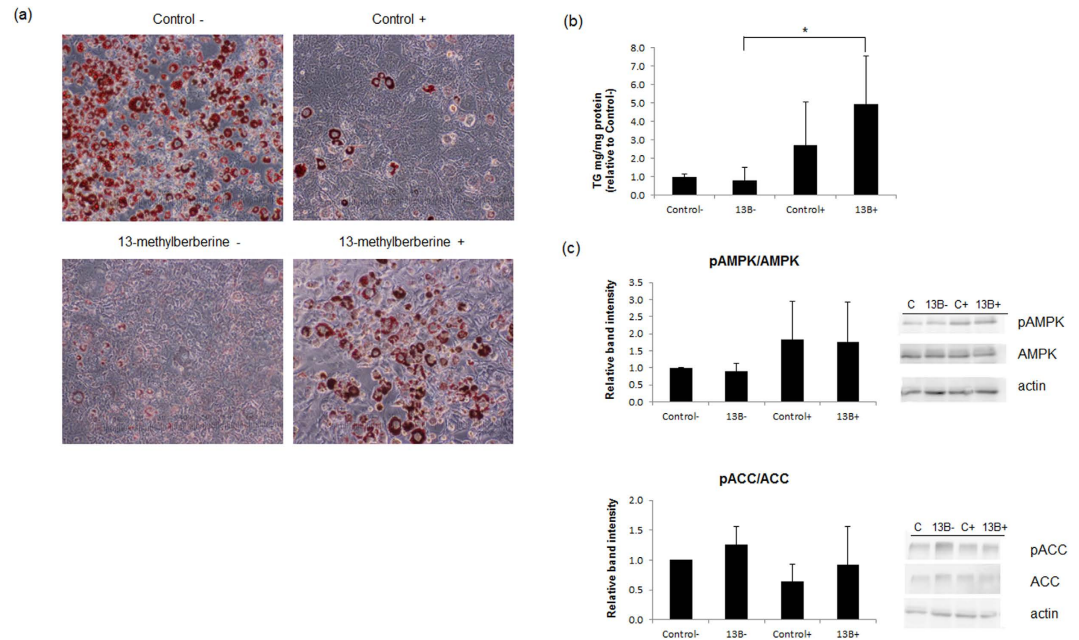 (a)
Control -
Control +
13-methylberberine -
13-methylberberine +
(b)
*
TG mg/mg protein
(relative to Control-)
8.0
7.0
6.0
5.0
4.0
3.0
2.0
1.0
0.0
Control-
13B-
Control+
13B+
(c)
pAMPK/AMPK
Relative band intensity
3.5
3.0
2.5
2.0
1.5
1.0
0.5
0.0
Control-
13B-
Control+
13B+
C 13B- C+ 13B+
pAMPK
AMPK
actin
pACC/ACC
Relative band intensity
2.0
1.5
1.0
0.5
0.0
Control-
13B-
Control+
13B+
C 13B- C+ 13B+
pACC
ACC
actin